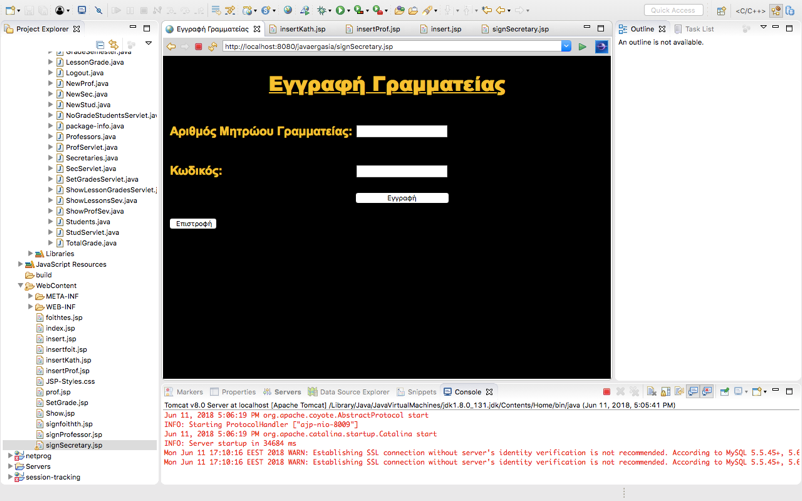 Quick Access
<C/C++>
Project Explorer
GradeSemester.java
LessonGrade.java
Logout.java
NewProf.java
NewSec.java
NewStud.java
NoGradeStudentsServlet.java
package-info.java
Professors.java
ProfServlet.java
Secretaries.java
SecServlet.java
SetGradesServlet.java
ShowLessonGradesServlet.j
ShowLessonsSev.java
ShowProfSev.java
Students.java
StudServlet.java
TotalGrade.java
Libraries
JavaScript Resources
build
WebContent
META-INF
WEB-INF
foithtes.jsp
index.jsp
insert.jsp
insertfoit.jsp
insertKath.jsp
insertProf.jsp
JSP-Styles.css
prof.jsp
SetGrade.jsp
Show.jsp
signfoithth.jsp
signProfessor.jsp
signSecretary.jsp
netprog
Servers
session-tracking
Εγγραφή Γραμματείας insertKath.jsp insertProf.jsp insert.jsp signSecretary.jsp
http://localhost:8080/javaergasia/signSecretary.jsp
Εγγραφή Γραμματείας
Αριθμός Μητρώου Γραμματείας:
Κωδικός:
Εγγραφή
Επιστροφή
Outline Task List
An outline is not available.
Markers Properties Servers Data Source Explorer Snippets Console
Tomcat v8.0 Server at localhost [Apache Tomcat] /Library/Java/JavaVirtualMachines/jdk1.8.0_131.jdk/Contents/Home/bin/java (Jun 11, 2018, 5:05:41 PM)
Jun 11, 2018 5:06:19 PM org.apache.coyote.AbstractProtocol start
INFO: Starting ProtocolHandler ["ajp-nio-8009"]
Jun 11, 2018 5:06:19 PM org.apache.catalina.startup.Catalina start
INFO: Server startup in 34684 ms
Mon Jun 11 17:10:16 EEST 2018 WARN: Establishing SSL connection without server's identity verification is not recommended. According to MySQL 5.5.45+, 5.6
Mon Jun 11 17:10:16 EEST 2018 WARN: Establishing SSL connection without server's identity verification is not recommended. According to MySQL 5.5.45+, 5.6